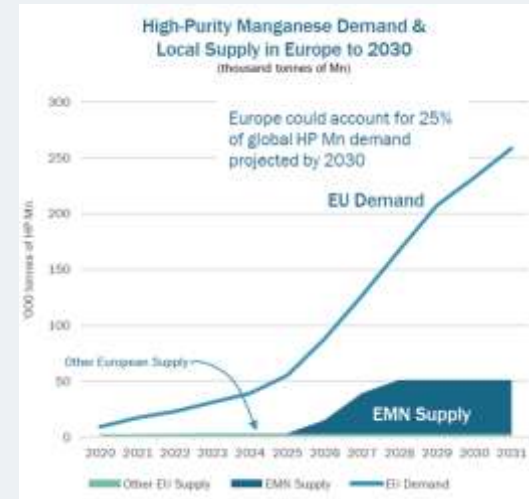 High-Purity Manganese Demand &
Local Supply in Europe to 2030
(thousand tonnes of Mn)
Europe could account for 25%
of global HP Mn demand
projected by 2030
EU Demand
'000 tonnes of HP Mn
300
250
200
150
100
50
0
Other European Supply
EMN Supply
2020 2021 2022 2023 2024 2025 2026 2027 2028 2029 2030 2031
Other EU Supply EMN Supply EU Demand